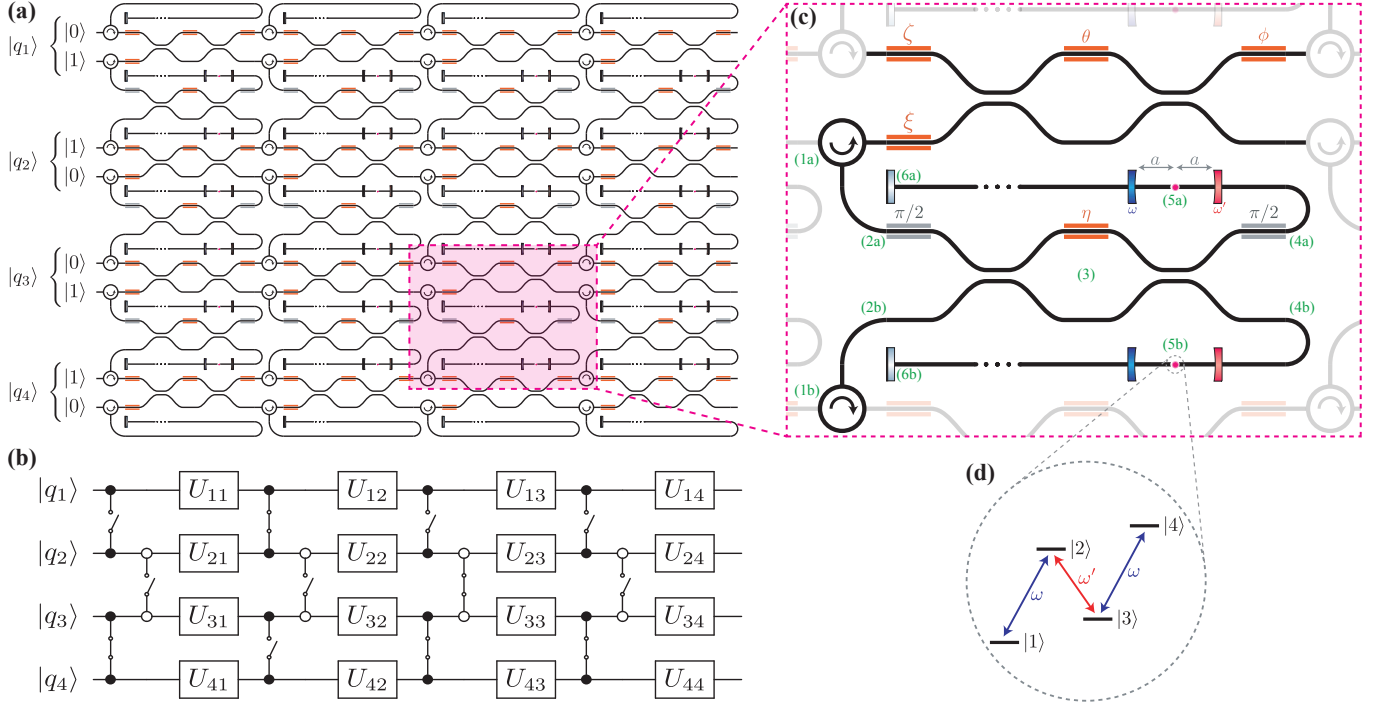 (a)
|q₁⟩ { |0⟩
|1⟩
|q₂⟩ { |1⟩
|0⟩
|q₃⟩ { |0⟩
|1⟩
|q₄⟩ { |1⟩
|0⟩
(b)
|q₁⟩ U₁₁ U₁₂ U₁₃ U₁₄
|q₂⟩ U₂₁ U₂₂ U₂₃ U₂₄
|q₃⟩ U₃₁ U₃₂ U₃₃ U₃₄
|q₄⟩ U₄₁ U₄₂ U₄₃ U₄₄
(c)
ζ θ ϕ
ξ
(1a)
a a
(6a) ω (5a) ω′
π/2 η π/2
(2a) (4a)
(3)
(2b) (4b)
(5b)
(6b)
(1b)
(d)
|4⟩
|2⟩
ω ω′ ω
|3⟩
|1⟩